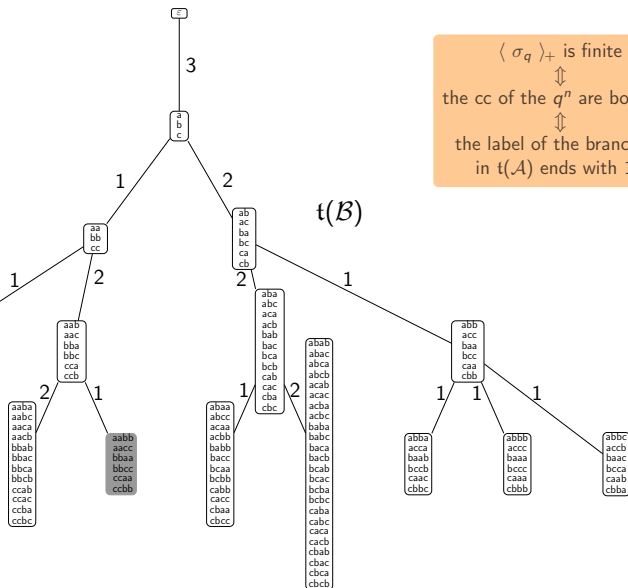 ε
3
⟨ σ_q ⟩₊ is finite
⇕
the cc of the qⁿ are bo
⇕
the label of the branc
in 𝔱(𝒜) ends with
a
b
c
1
2
𝔱(ℬ)
aa
bb
cc
ab
ac
ba
bc
ca
cb
1
2
2
1
aab
aac
bba
bbc
cca
ccb
aba
abc
aca
acb
bab
bac
bca
bcb
cab
cac
cba
cbc
abb
acc
baa
bcc
caa
cbb
2
1
1
2
1
1
1
aaba
aabc
aaca
aacb
bbab
bbac
bbca
bbcb
ccab
ccac
ccba
ccbc
aabb
aacc
bbaa
bbcc
ccaa
ccbb
abaa
abcc
acaa
acbb
babb
bacc
bcaa
bcbb
cabb
cacc
cbaa
cbcc
abab
abac
abca
abcb
acab
acac
acba
acbc
baba
babc
baca
bacb
bcab
bcac
bcba
bcbc
caba
cabc
caca
cacb
cbab
cbac
cbca
cbcb
abba
acca
baab
bccb
caac
cbbc
abbb
accc
baaa
bccc
caaa
cbbb
abbc
accb
baac
bcca
caab
cbba